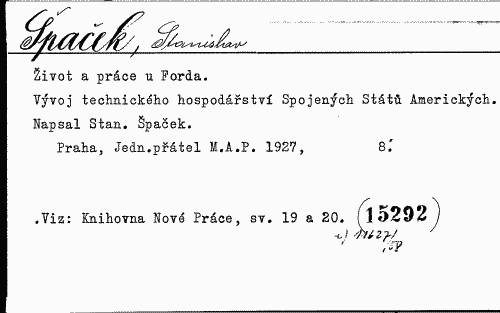 Špaček, Stanislav
Život a práce u Forda.
Vývoj technického hospodářství Spojených Států Amerických.
Napsal Stan. Špaček.
Praha, Jedn.přátel M.A.P. 1927, 8.
.Viz: Knihovna Nové Práce, sv. 19 a 20. (15292)